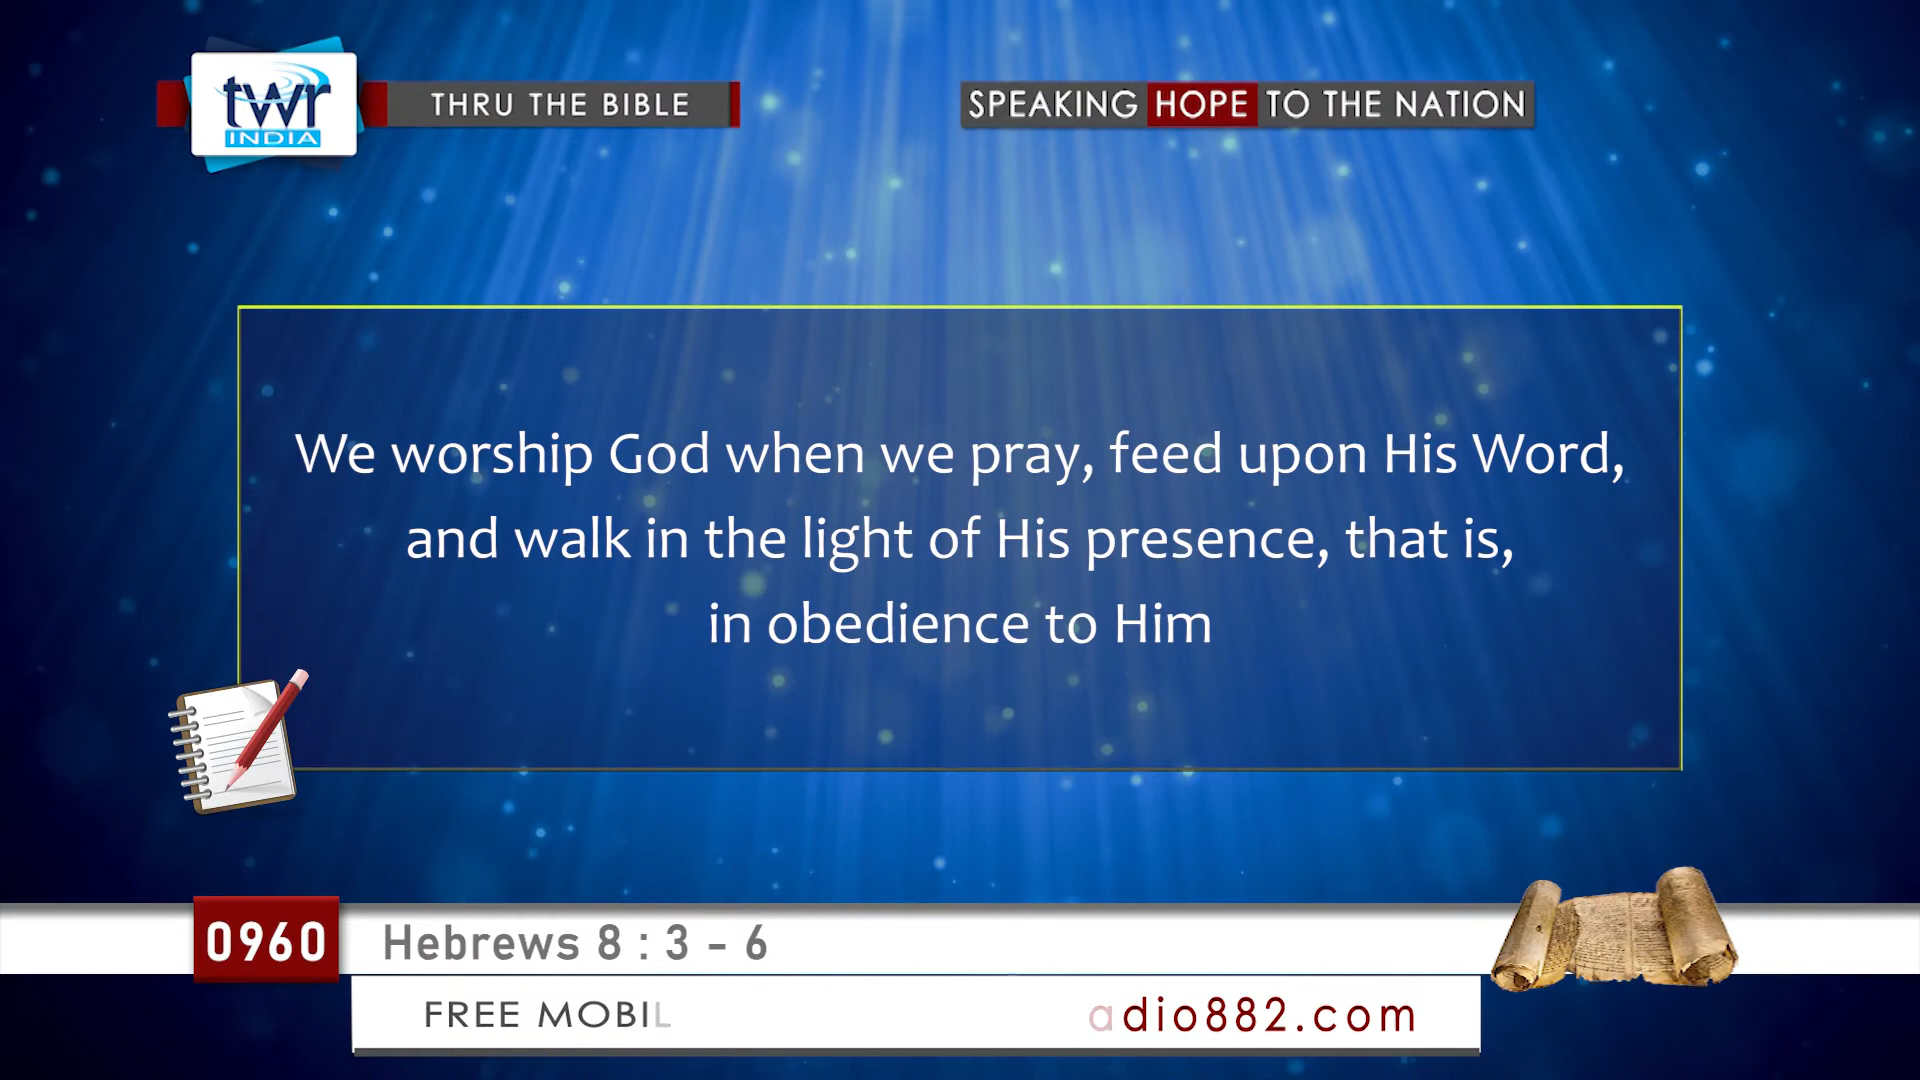 twr
INDIA
THRU THE BIBLE
SPEAKING HOPE TO THE NATION
We worship God when we pray, feed upon His Word,
and walk in the light of His presence, that is,
in obedience to Him
0960
Hebrews 8 : 3 - 6
FREE MOBIL
adio882.com